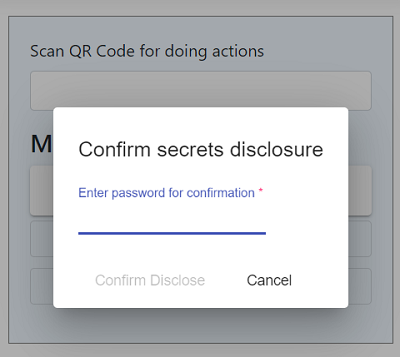 Scan QR Code for doing actions
M
Confirm secrets disclosure
Enter password for confirmation *
Confirm Disclose
Cancel